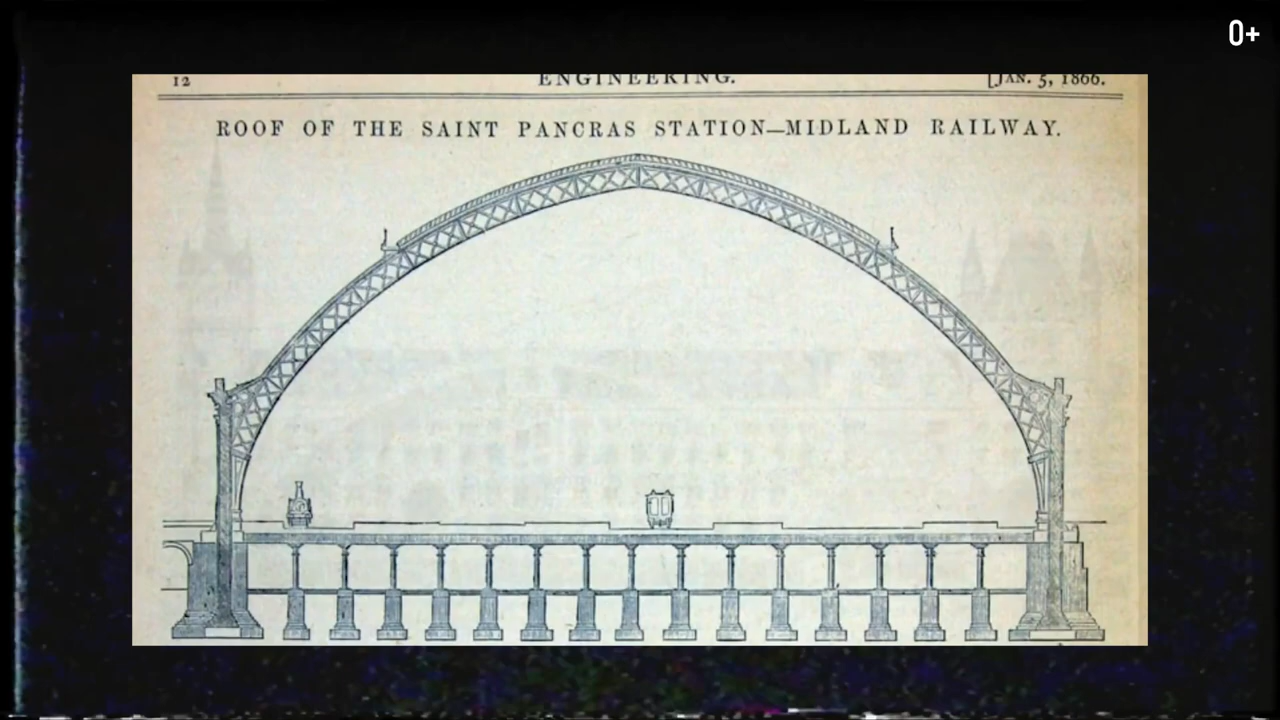 0+
12 ENGINEERING. [JAN. 5, 1866.
ROOF OF THE SAINT PANCRAS STATION—MIDLAND RAILWAY.